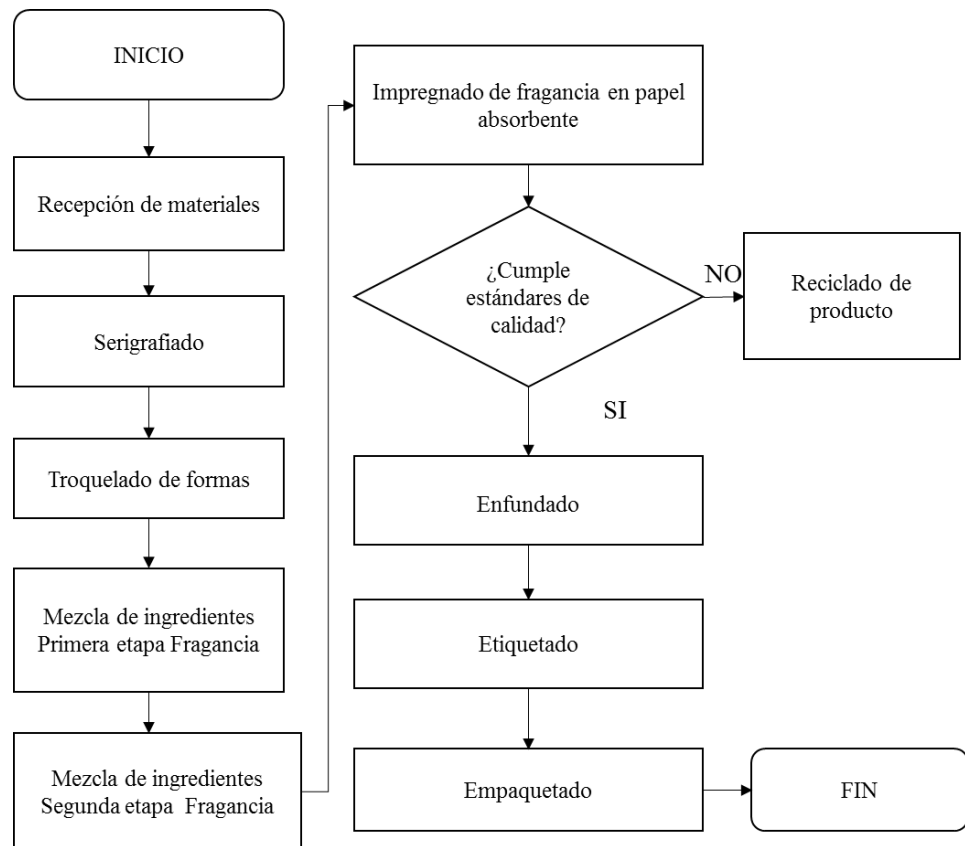 INICIO
Recepción de materiales
Serigrafiado
Troquelado de formas
Mezcla de ingredientes
Primera etapa Fragancia
Mezcla de ingredientes
Segunda etapa Fragancia
Impregnado de fragancia en papel
absorbente
¿Cumple
estándares de
calidad?
NO
Reciclado de
producto
SI
Enfundado
Etiquetado
Empaquetado
FIN